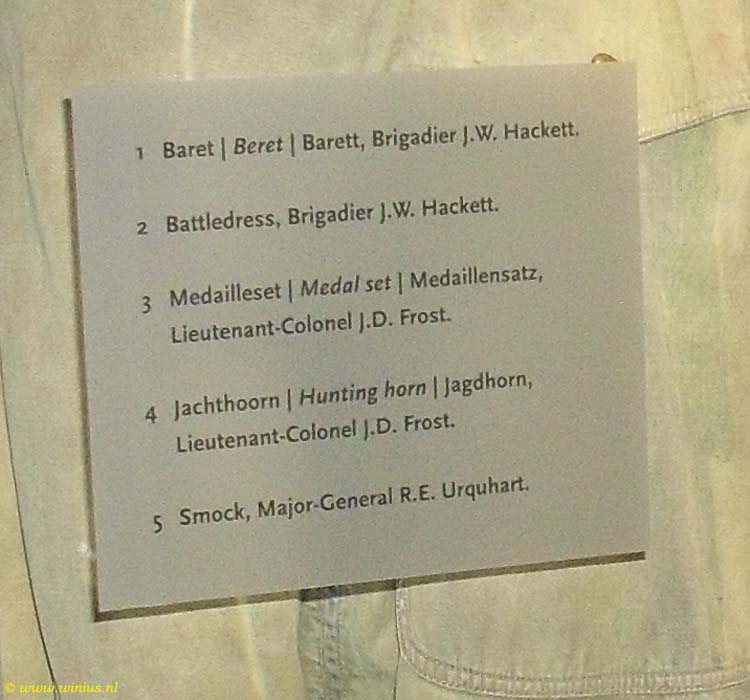 1 Baret | Beret | Barett, Brigadier J.W. Hackett.
2 Battledress, Brigadier J.W. Hackett.
3 Medailleset | Medal set | Medaillensatz,
Lieutenant-Colonel J.D. Frost.
4 Jachthoorn | Hunting horn | Jagdhorn,
Lieutenant-Colonel J.D. Frost.
5 Smock, Major-General R.E. Urquhart.
© www.winius.nl